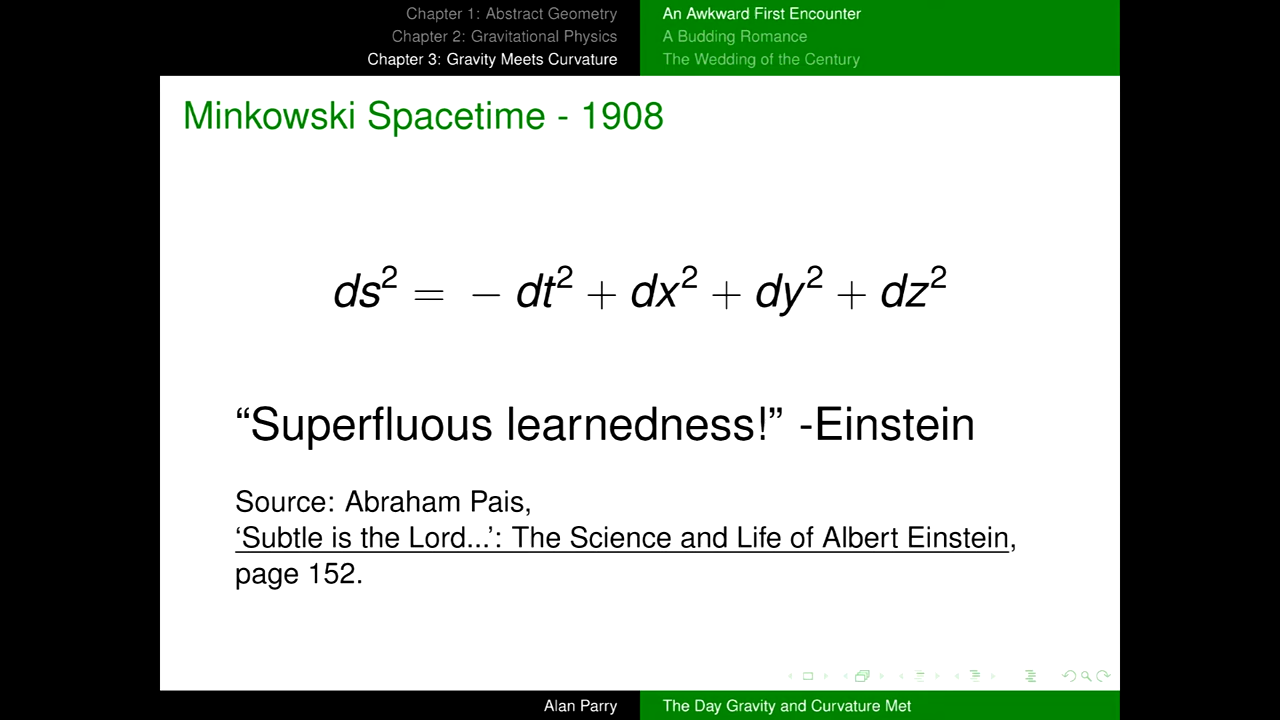 Chapter 1: Abstract Geometry
Chapter 2: Gravitational Physics
Chapter 3: Gravity Meets Curvature
An Awkward First Encounter
A Budding Romance
The Wedding of the Century
Minkowski Spacetime - 1908
ds² = − dt² + dx² + dy² + dz²
“Superfluous learnedness!” -Einstein
Source: Abraham Pais,
‘Subtle is the Lord...’: The Science and Life of Albert Einstein,
page 152.
Alan Parry
The Day Gravity and Curvature Met